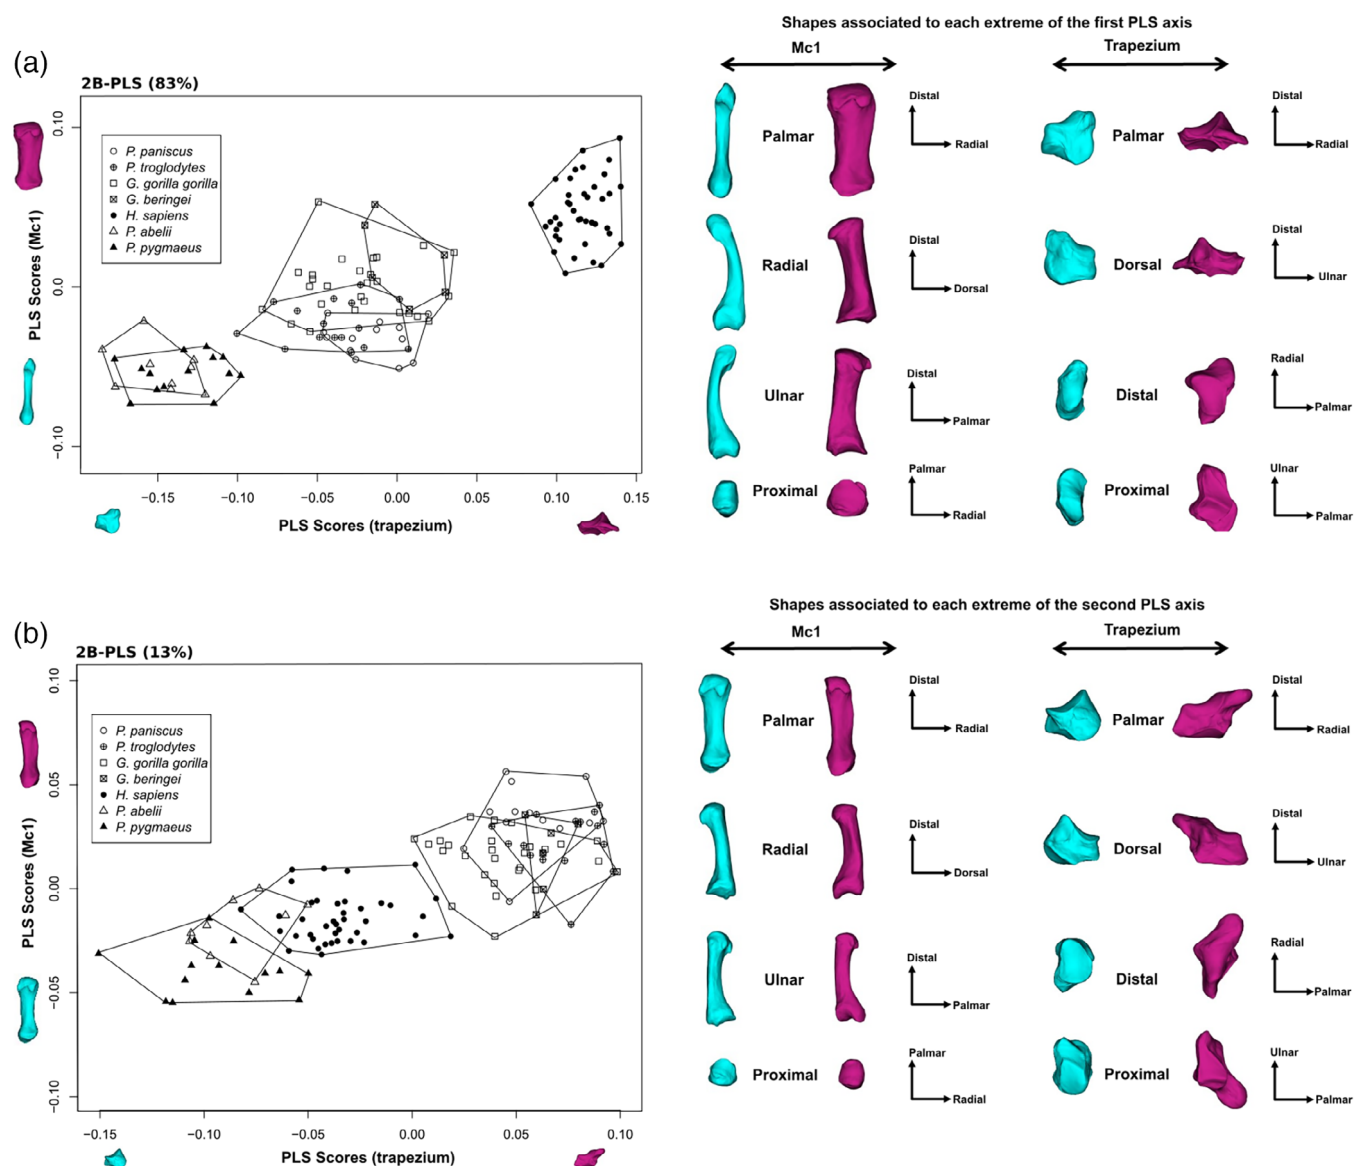 (a)
2B-PLS (83%)
P. paniscus
P. troglodytes
G. gorilla gorilla
G. beringei
H. sapiens
P. abelii
P. pygmaeus
PLS Scores (Mc1)
0.10
0.0
−0.10
−0.15
−0.10
−0.05
0.00
0.05
0.10
0.15
PLS Scores (trapezium)
Shapes associated to each extreme of the first PLS axis
Mc1
Trapezium
Palmar
Distal
Radial
Palmar
Distal
Radial
Radial
Distal
Dorsal
Dorsal
Distal
Ulnar
Ulnar
Distal
Palmar
Distal
Radial
Palmar
Proximal
Palmar
Radial
Proximal
Ulnar
Palmar
(b)
2B-PLS (13%)
P. paniscus
P. troglodytes
G. gorilla gorilla
G. beringei
H. sapiens
P. abelii
P. pygmaeus
PLS Scores (Mc1)
0.10
0.05
0.00
−0.05
−0.10
−0.15
−0.10
−0.05
0.00
0.05
0.10
PLS Scores (trapezium)
Shapes associated to each extreme of the second PLS axis
Mc1
Trapezium
Palmar
Distal
Radial
Palmar
Distal
Radial
Radial
Distal
Dorsal
Dorsal
Distal
Ulnar
Ulnar
Distal
Palmar
Distal
Radial
Palmar
Proximal
Palmar
Radial
Proximal
Ulnar
Palmar